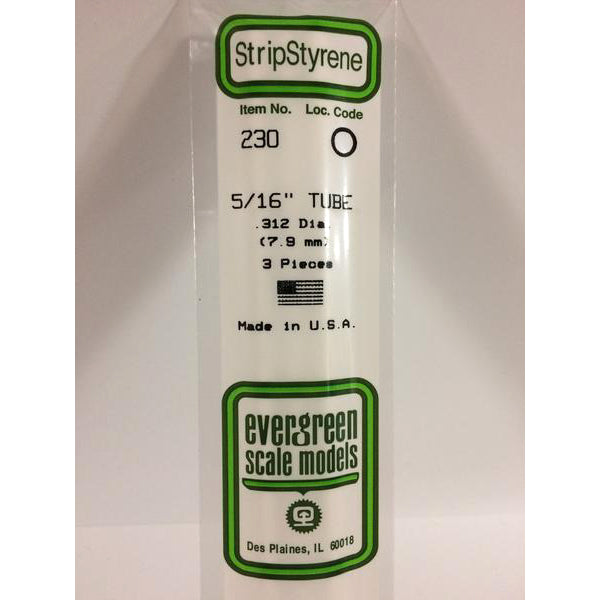 StripStyrene
Item No. Loc. Code
230
5/16" TUBE
.312 Dia.
(7.9 mm)
3 Pieces
Made in U.S.A.
evergreen
scale models
Des Plaines, IL 60018